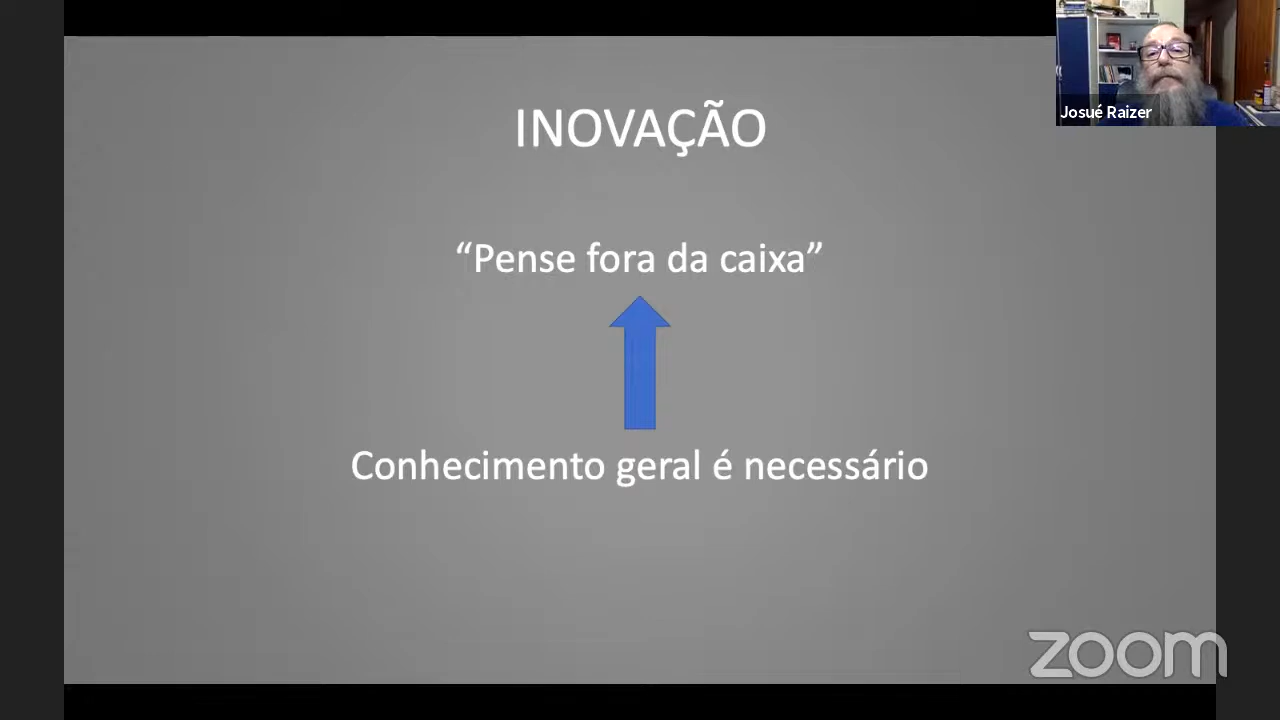 INOVAÇÃO
“Pense fora da caixa”
Conhecimento geral é necessário
Josué Raizer
zoom